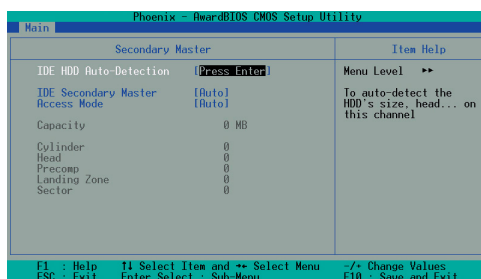 Phoenix - AwardBIOS CMOS Setup Utility
Main
Secondary Master
Item Help
IDE HDD Auto-Detection [Press Enter]
Menu Level ▸▸
IDE Secondary Master [Auto]
Access Mode [Auto]
To auto-detect the
HDD's size, head... on
this channel
Capacity 0 MB
Cylinder 0
Head 0
Precomp 0
Landing Zone 0
Sector 0
F1 : Help ↑↓ Select Item and ←→ Select Menu -/+ Change Values
ESC : Exit Enter Select : Sub-Menu F10 : Save and Exit